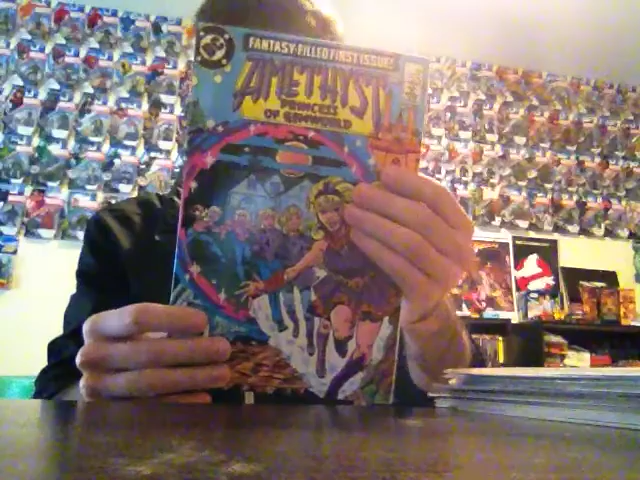 DC
FANTASY-FILLED FIRST ISSUE!
AMETHYST
PRINCESS
OF GEMWORLD